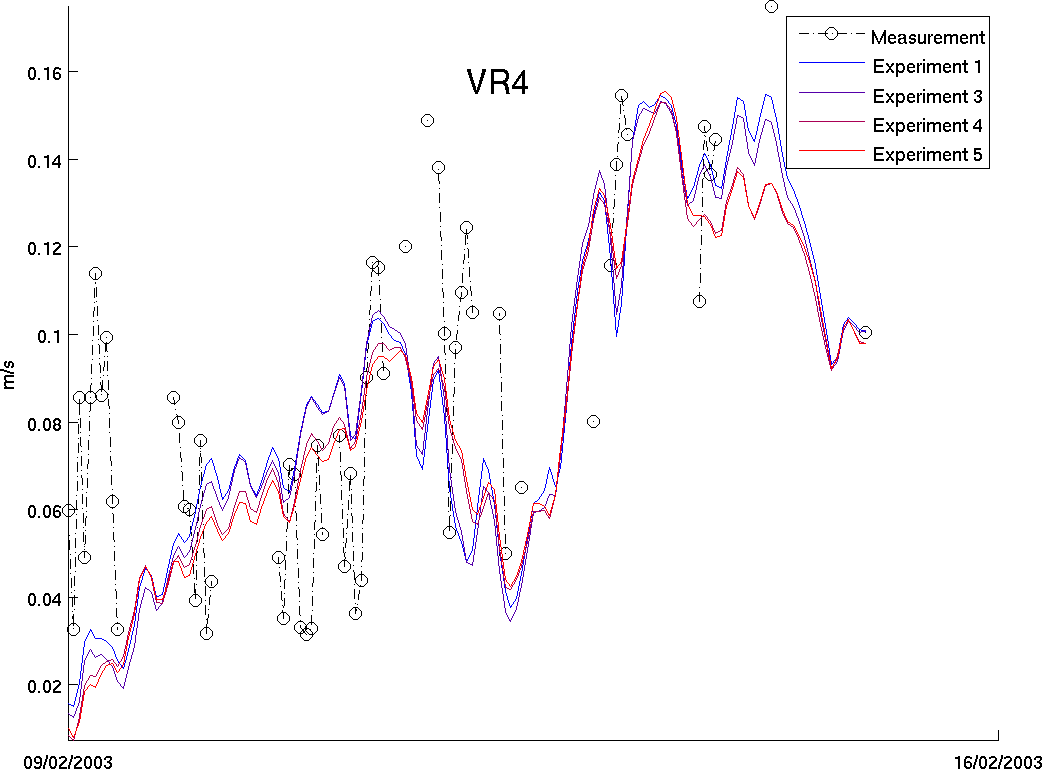 VR4
Measurement
Experiment 1
Experiment 3
Experiment 4
Experiment 5
0.16
0.14
0.12
0.1
0.08
0.06
0.04
0.02
m/s
09/02/2003
16/02/2003